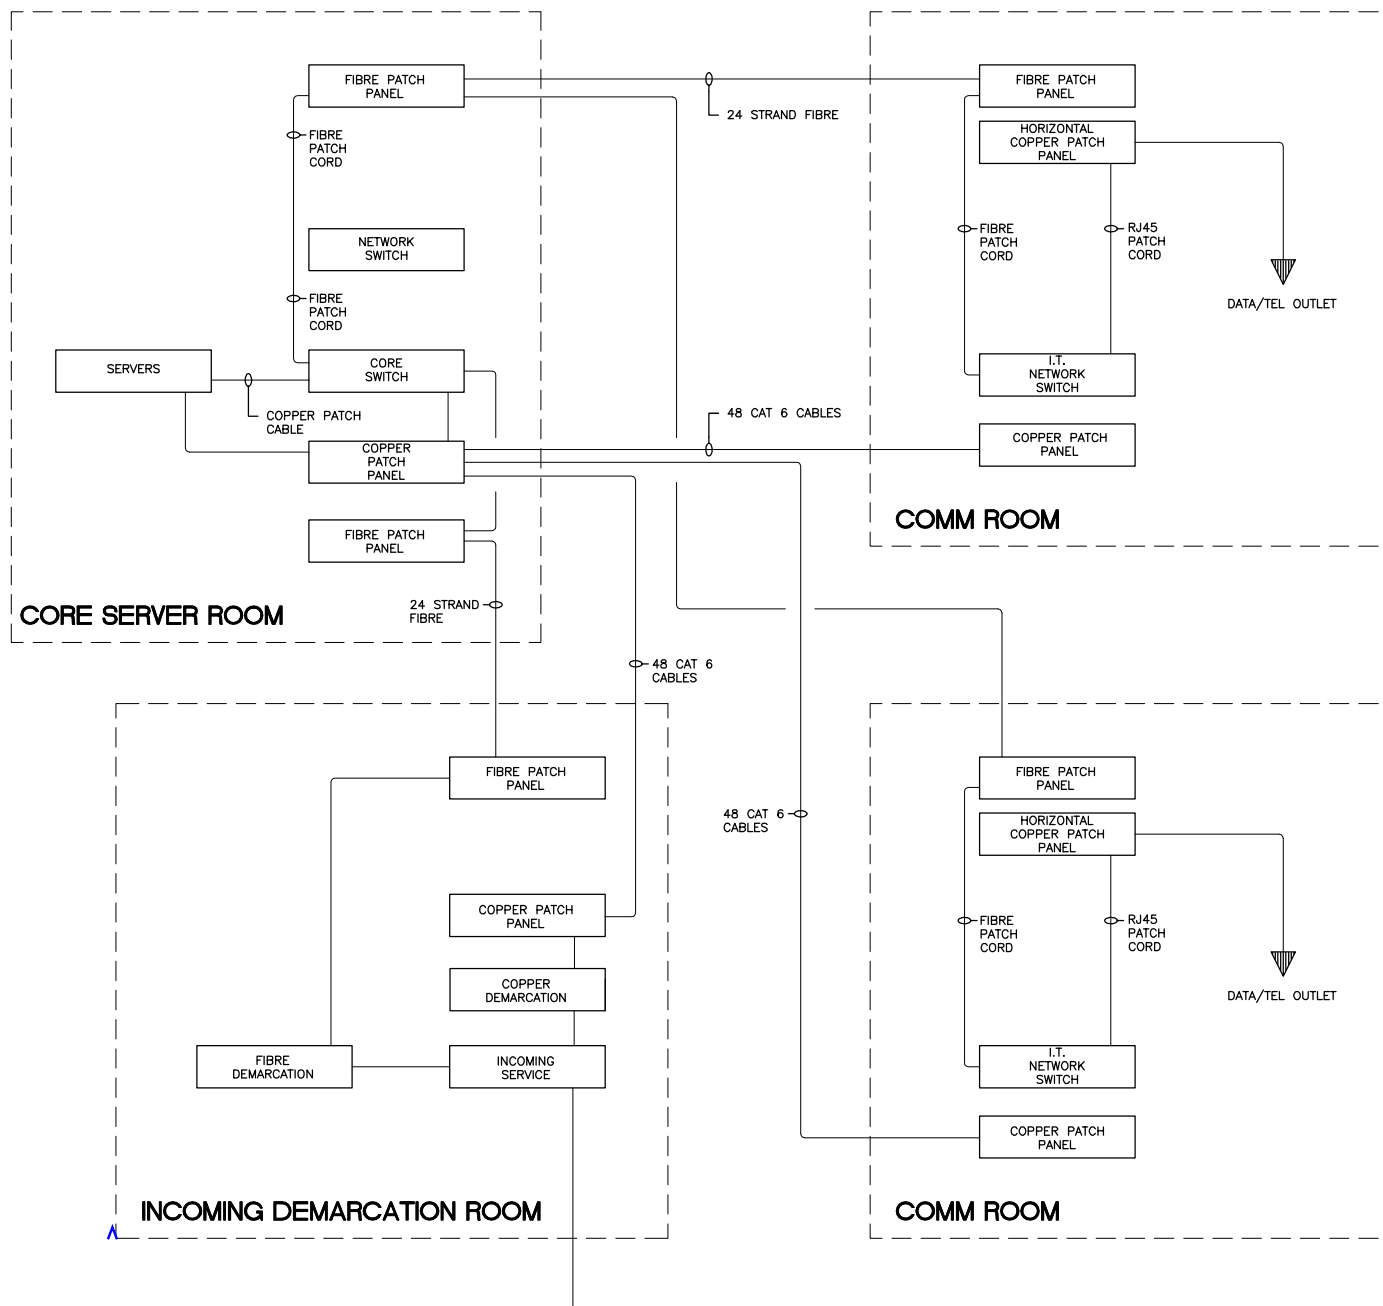 FIBRE PATCH
PANEL
24 STRAND FIBRE
FIBRE
PATCH
CORD
NETWORK
SWITCH
FIBRE
PATCH
CORD
SERVERS
CORE
SWITCH
COPPER PATCH
CABLE
COPPER
PATCH
PANEL
48 CAT 6 CABLES
FIBRE PATCH
PANEL
CORE SERVER ROOM
24 STRAND
FIBRE
48 CAT 6
CABLES
FIBRE PATCH
PANEL
HORIZONTAL
COPPER PATCH
PANEL
FIBRE
PATCH
CORD
RJ45
PATCH
CORD
DATA/TEL OUTLET
I.T.
NETWORK
SWITCH
COPPER PATCH
PANEL
COMM ROOM
FIBRE PATCH
PANEL
COPPER PATCH
PANEL
COPPER
DEMARCATION
FIBRE
DEMARCATION
INCOMING
SERVICE
INCOMING DEMARCATION ROOM
48 CAT 6
CABLES
FIBRE PATCH
PANEL
HORIZONTAL
COPPER PATCH
PANEL
FIBRE
PATCH
CORD
RJ45
PATCH
CORD
DATA/TEL OUTLET
I.T.
NETWORK
SWITCH
COPPER PATCH
PANEL
COMM ROOM